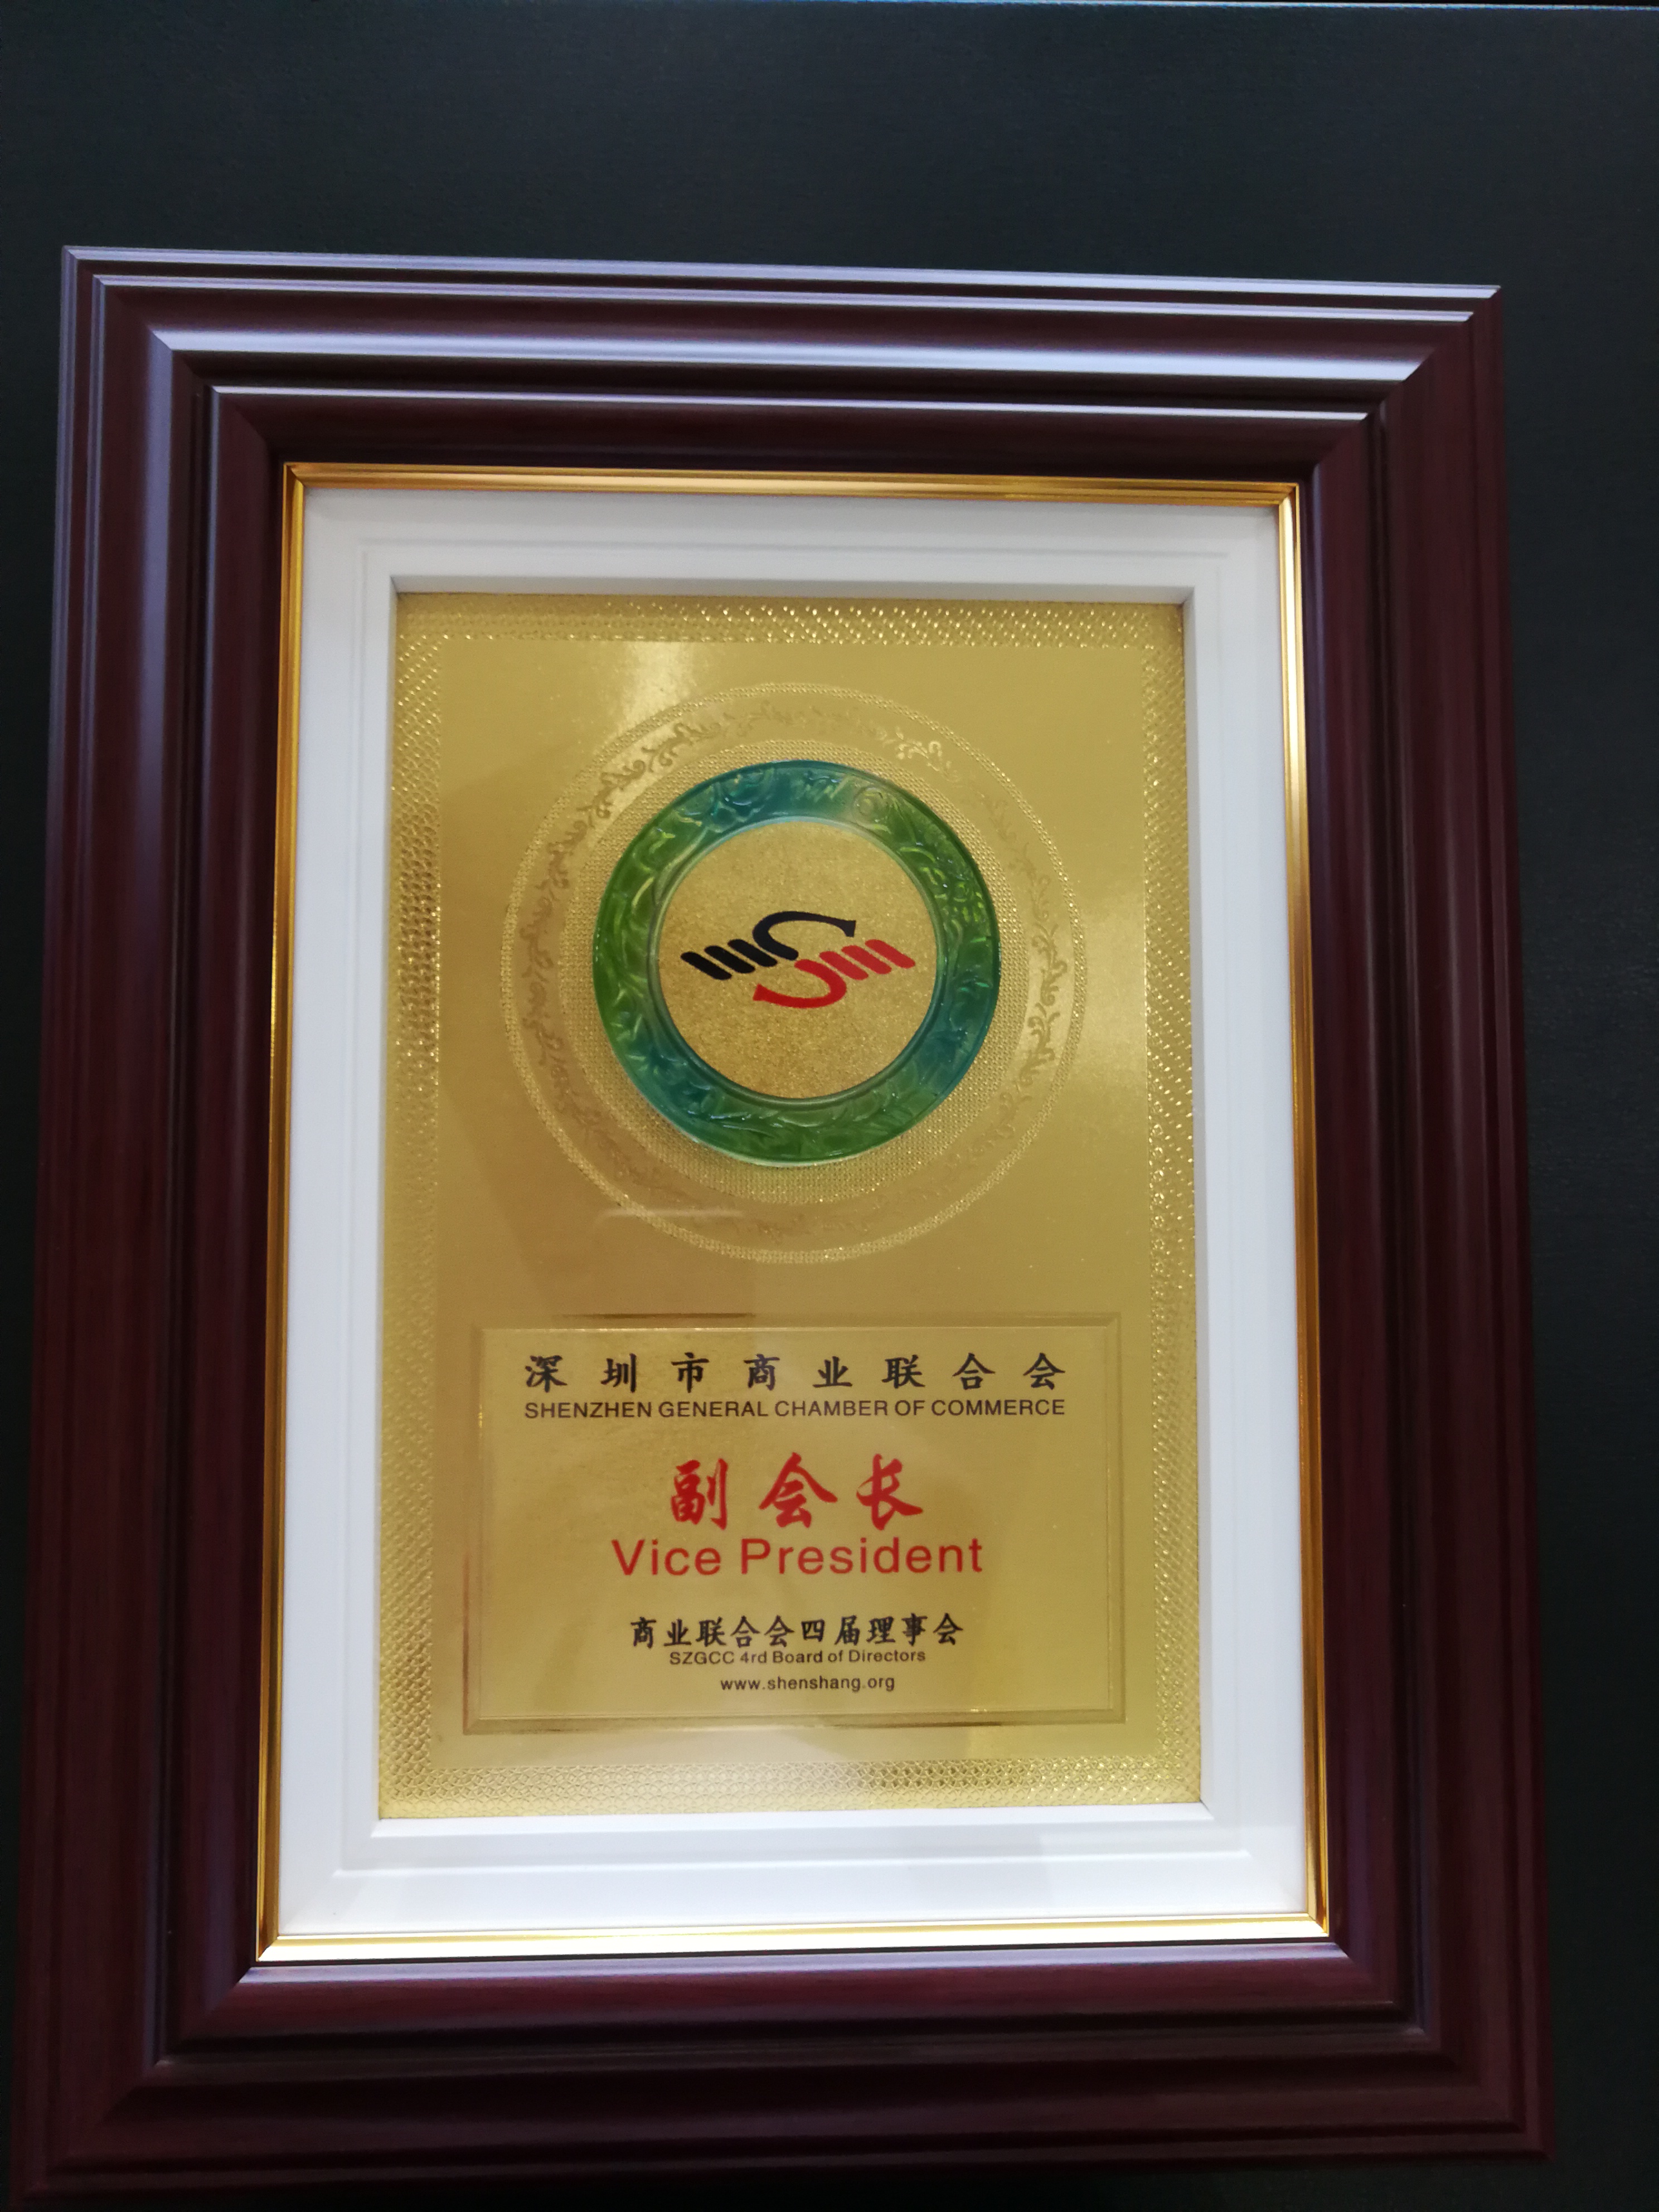 深圳市商业联合会
SHENZHEN GENERAL CHAMBER OF COMMERCE
副会长
Vice President
商业联合会四届理事会
SZGCC 4rd Board of Directors
www.shenshang.org